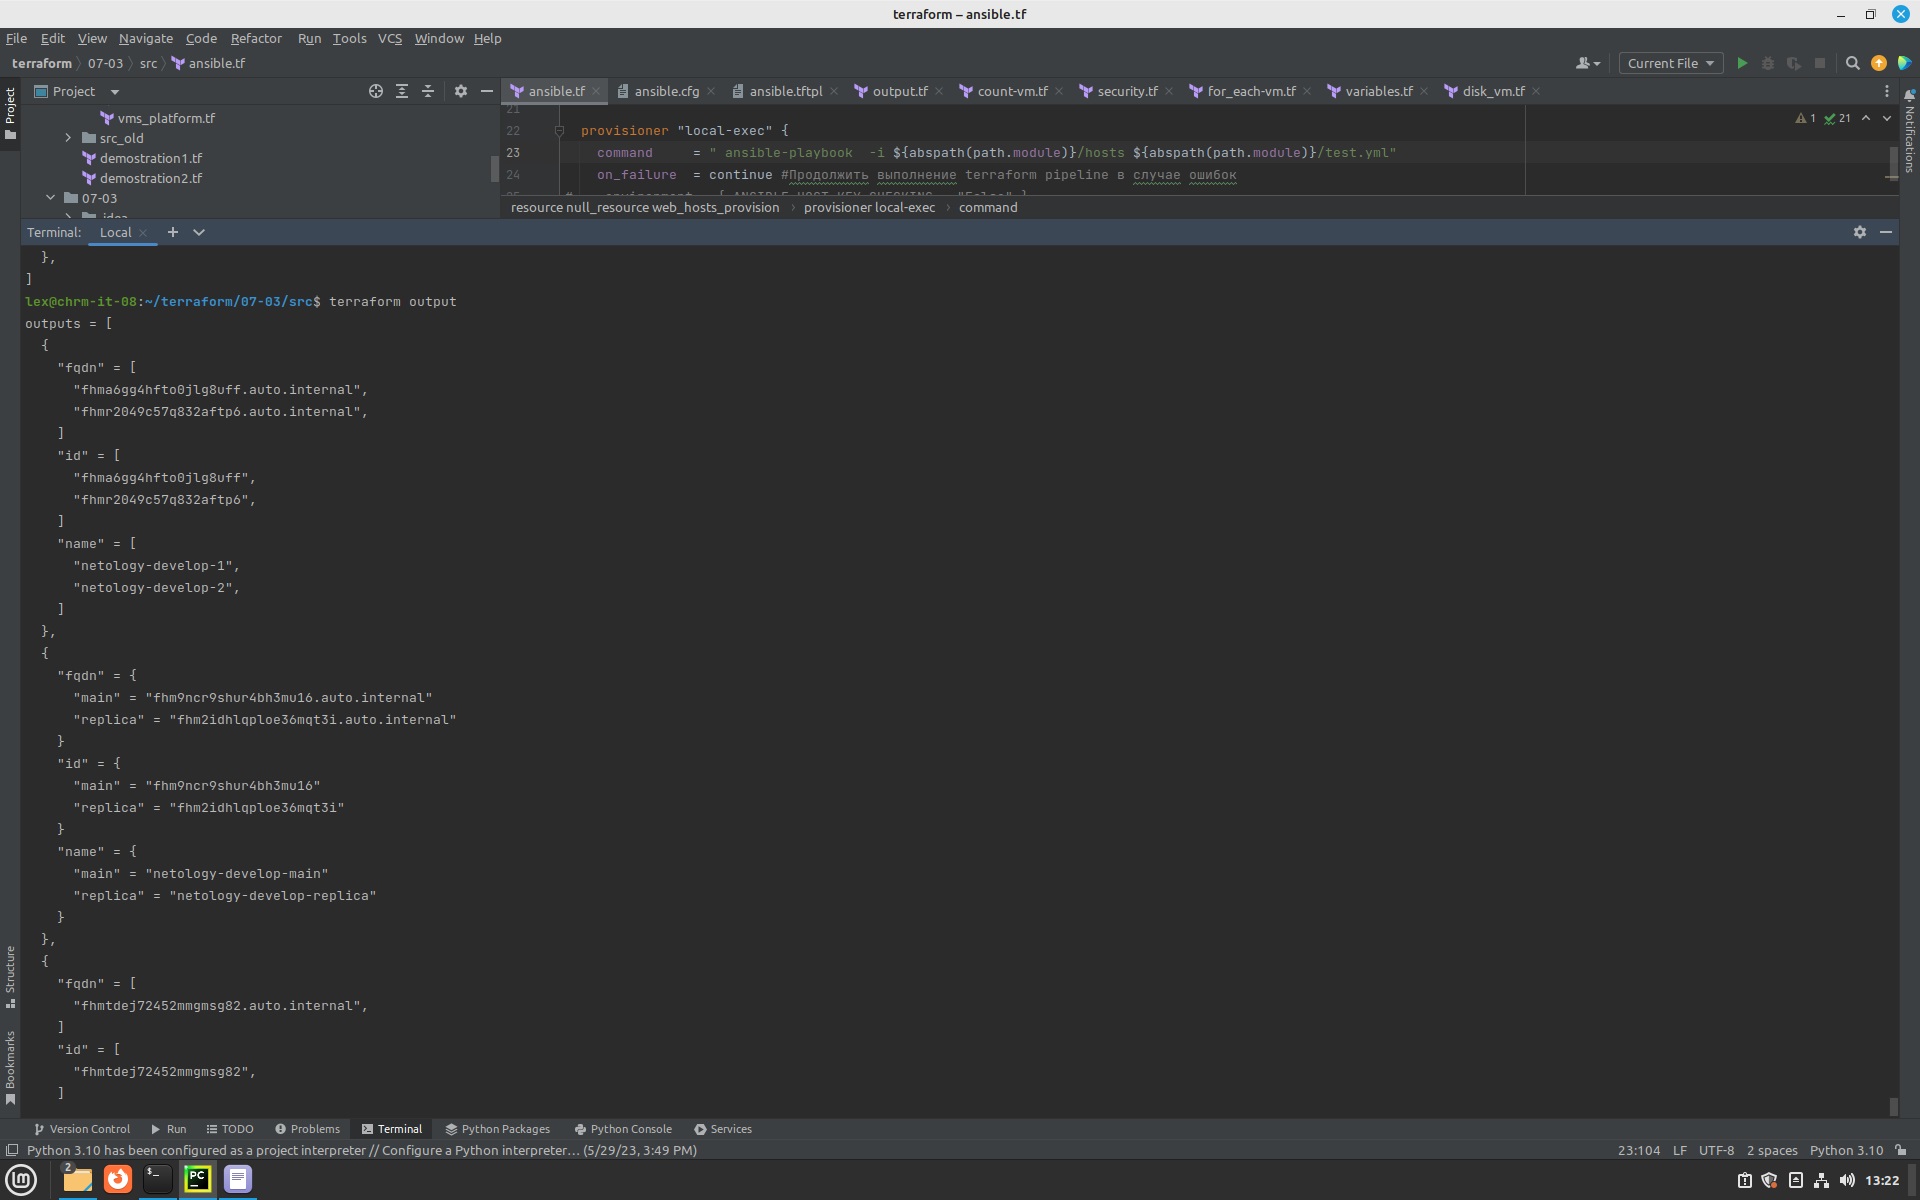 terraform – ansible.tf
File Edit View Navigate Code Refactor Run Tools VCS Window Help
terraform 07-03 src ansible.tf
Current File
Project
ansible.tf ansible.cfg ansible.tftpl output.tf count-vm.tf security.tf for_each-vm.tf variables.tf disk_vm.tf
Project
Notifications
vms_platform.tf
src_old
demostration1.tf
demostration2.tf
07-03
.idea
21
22 provisioner "local-exec" {
23 command = " ansible-playbook -i ${abspath(path.module)}/hosts ${abspath(path.module)}/test.yml"
24 on_failure = continue #Продолжить выполнение terraform pipeline в случае ошибок
1 21
resource null_resource web_hosts_provision provisioner local-exec command
Terminal: Local
},
]
lex@chrm-it-08:~/terraform/07-03/src$ terraform output
outputs = [
{
"fqdn" = [
"fhma6gg4hfto0jlg8uff.auto.internal",
"fhmr2049c57q832aftp6.auto.internal",
]
"id" = [
"fhma6gg4hfto0jlg8uff",
"fhmr2049c57q832aftp6",
]
"name" = [
"netology-develop-1",
"netology-develop-2",
]
},
{
"fqdn" = {
"main" = "fhm9ncr9shur4bh3mu16.auto.internal"
"replica" = "fhm2idhlqploe36mqt3i.auto.internal"
}
"id" = {
"main" = "fhm9ncr9shur4bh3mu16"
"replica" = "fhm2idhlqploe36mqt3i"
}
"name" = {
"main" = "netology-develop-main"
"replica" = "netology-develop-replica"
}
},
{
"fqdn" = [
"fhmtdej72452mmgmsg82.auto.internal",
]
"id" = [
"fhmtdej72452mmgmsg82",
]
Structure
Bookmarks
Version Control Run TODO Problems Terminal Python Packages Python Console Services
Python 3.10 has been configured as a project interpreter // Configure a Python interpreter... (5/29/23, 3:49 PM)
23:104 LF UTF-8 2 spaces Python 3.10
2
PC
13:22